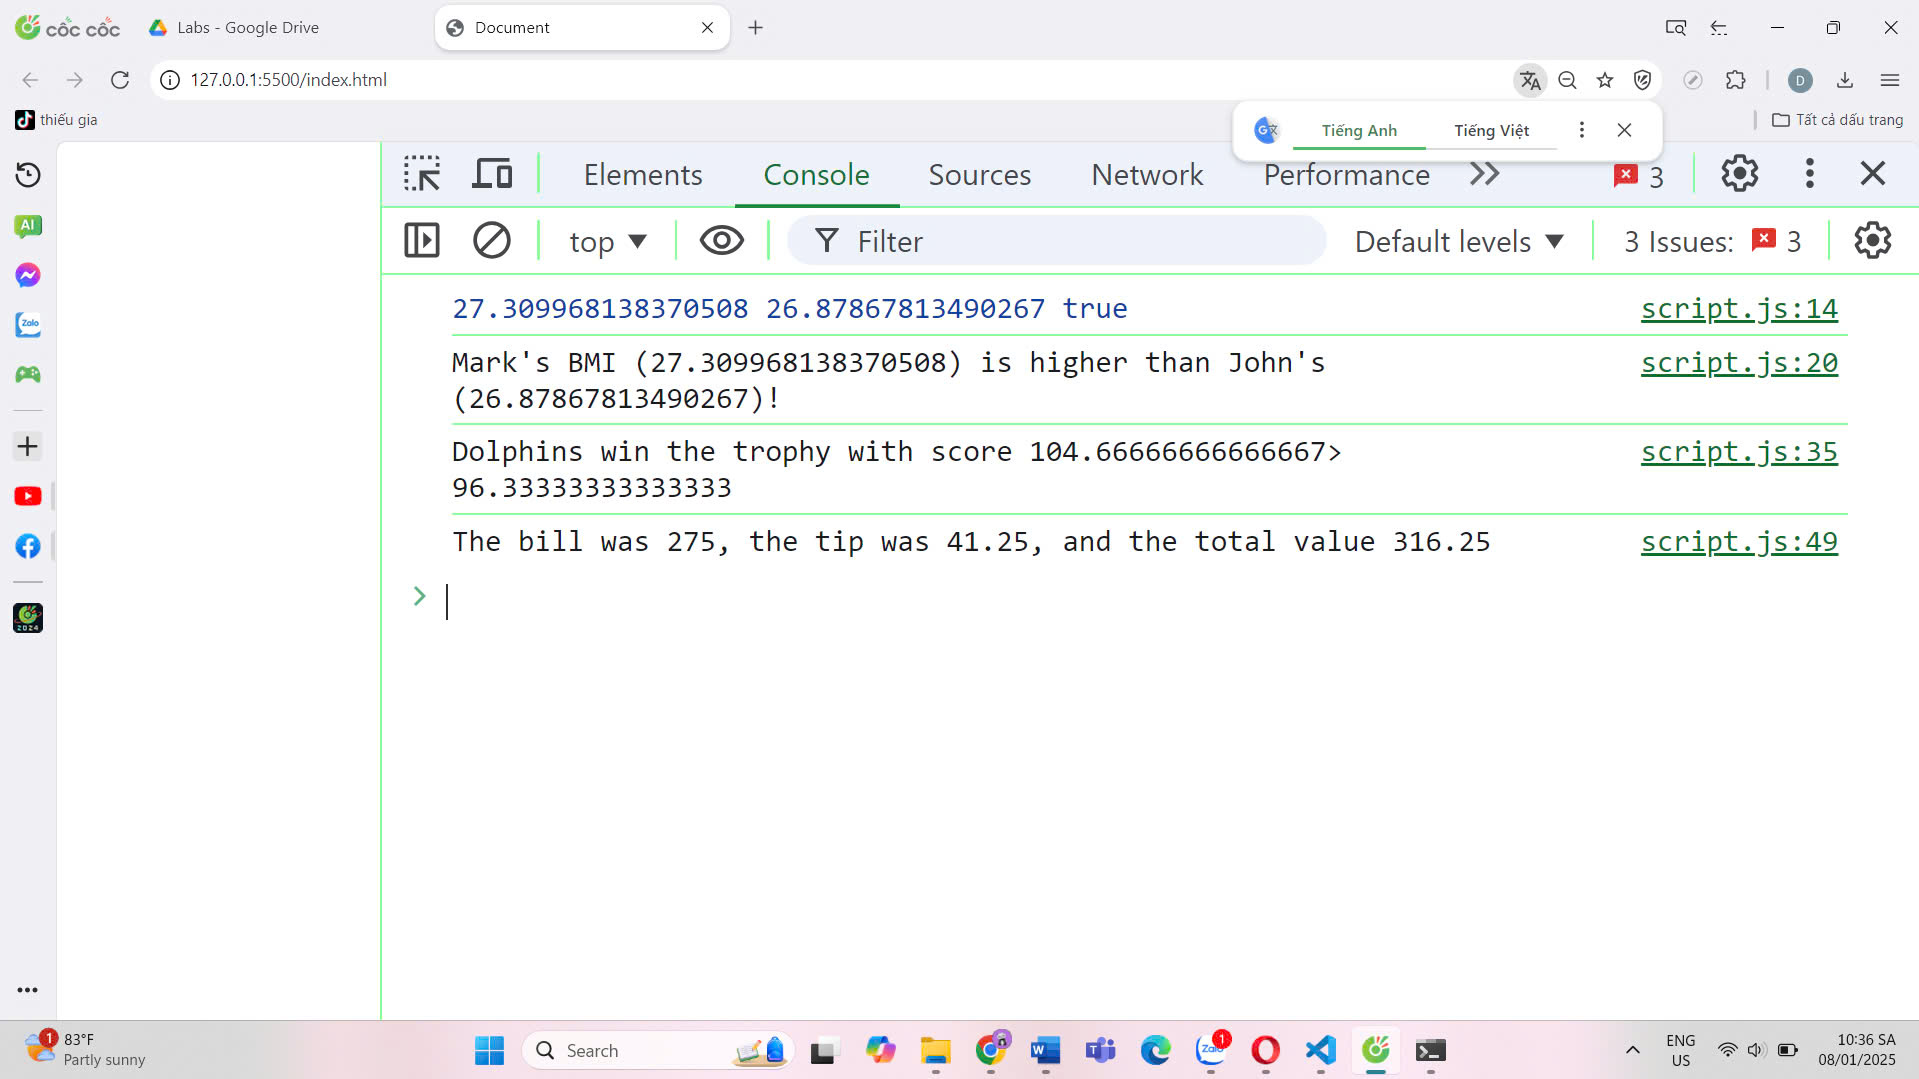 cốc cốc
Labs - Google Drive
Document
127.0.0.1:5500/index.html
thiếu gia
Tiếng Anh
Tiếng Việt
Tất cả dấu trang
Elements
Console
Sources
Network
Performance
3
top
Filter
Default levels
3 Issues:
3
27.309968138370508 26.87867813490267 true
script.js:14
Mark's BMI (27.309968138370508) is higher than John's
(26.87867813490267)!
script.js:20
Dolphins win the trophy with score 104.66666666666667>
96.33333333333333
script.js:35
The bill was 275, the tip was 41.25, and the total value 316.25
script.js:49
AI
Zalo
2024
D
1
83°F
Partly sunny
Search
W
T
Zalo
1
ENG
US
10:36 SA
08/01/2025